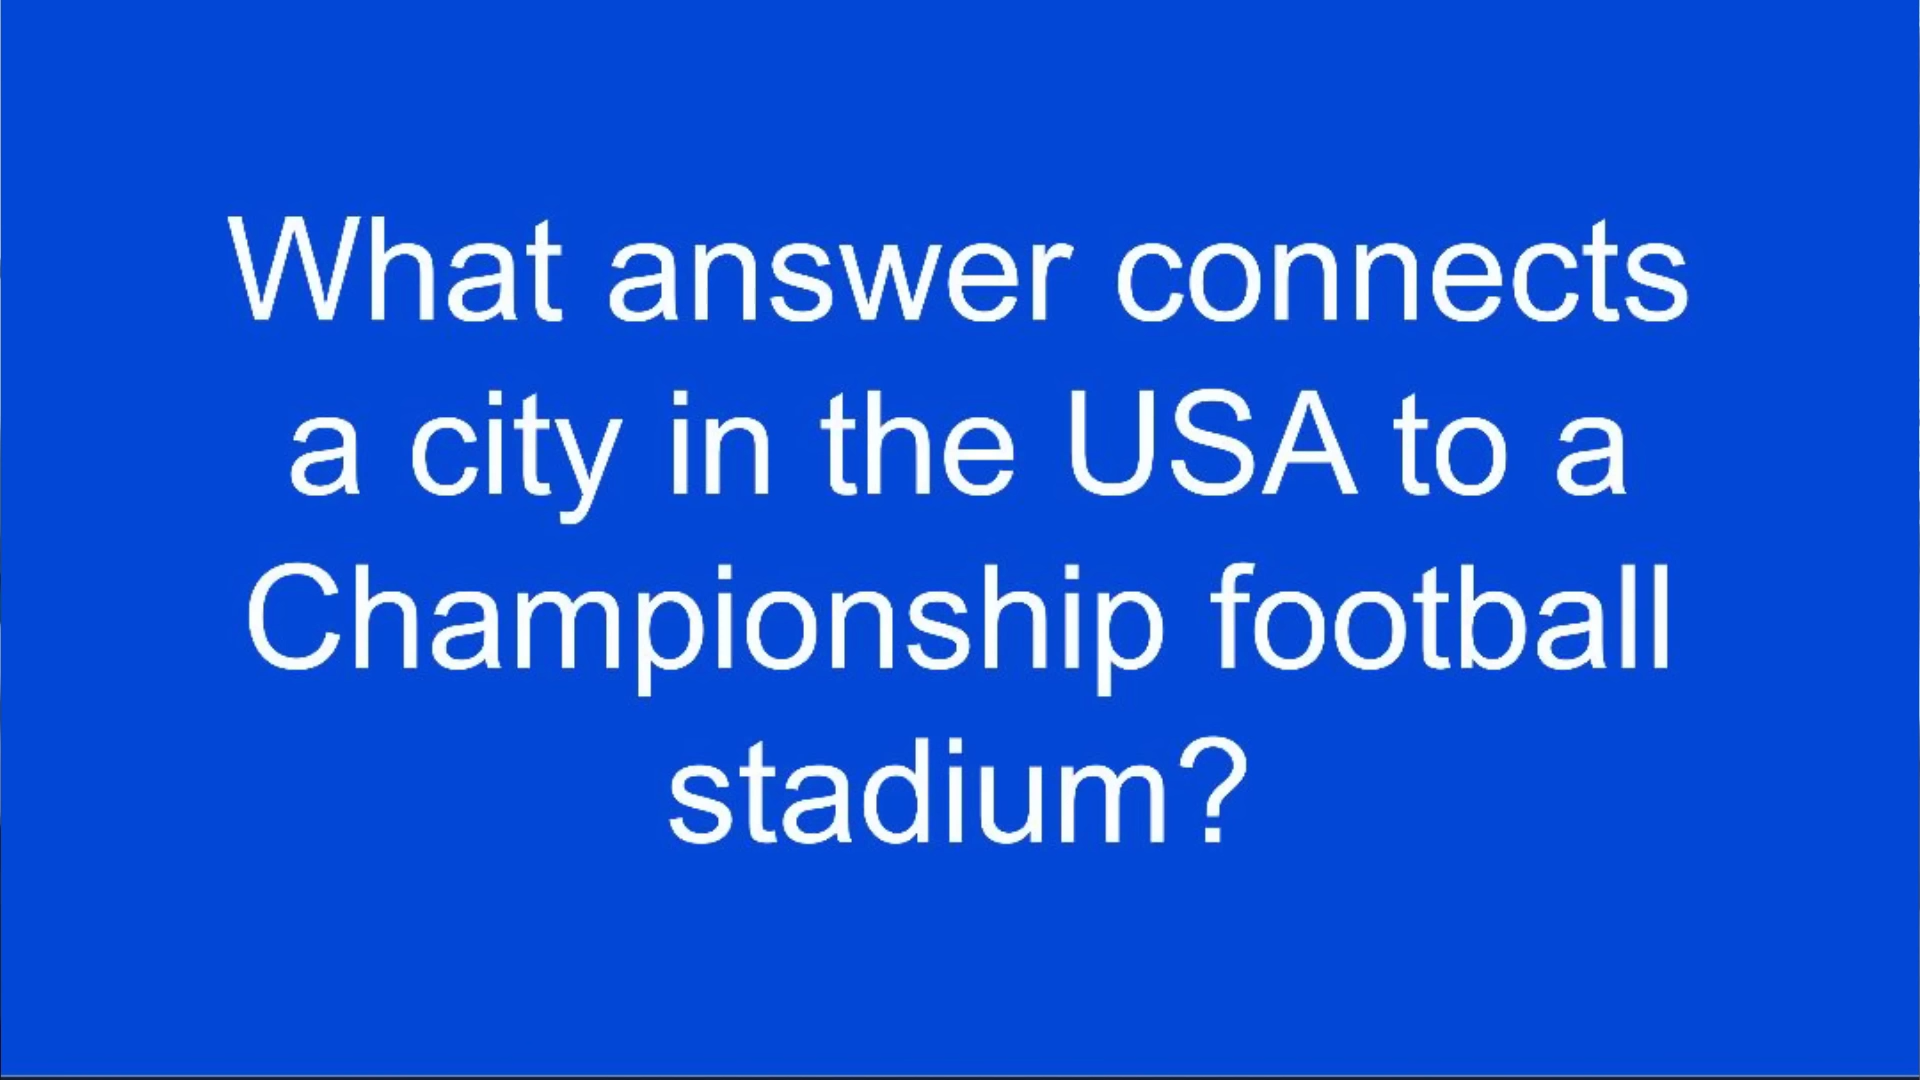 What answer connects
a city in the USA to a
Championship football
stadium?